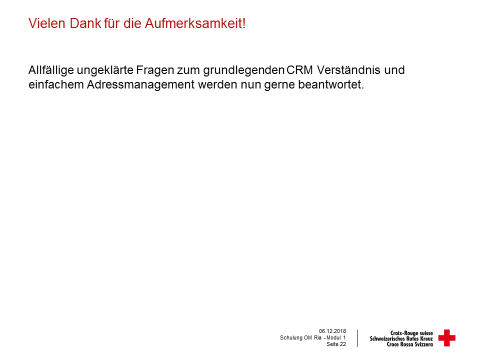 Vielen Dank für die Aufmerksamkeit!
Allfällige ungeklärte Fragen zum grundlegenden CRM Verständnis und
einfachem Adressmanagement werden nun gerne beantwortet.
06.12.2018
Schulung OM Ria - Modul 1
Seite 22
Croix-Rouge suisse
Schweizerisches Rotes Kreuz
Croce Rossa Svizzera